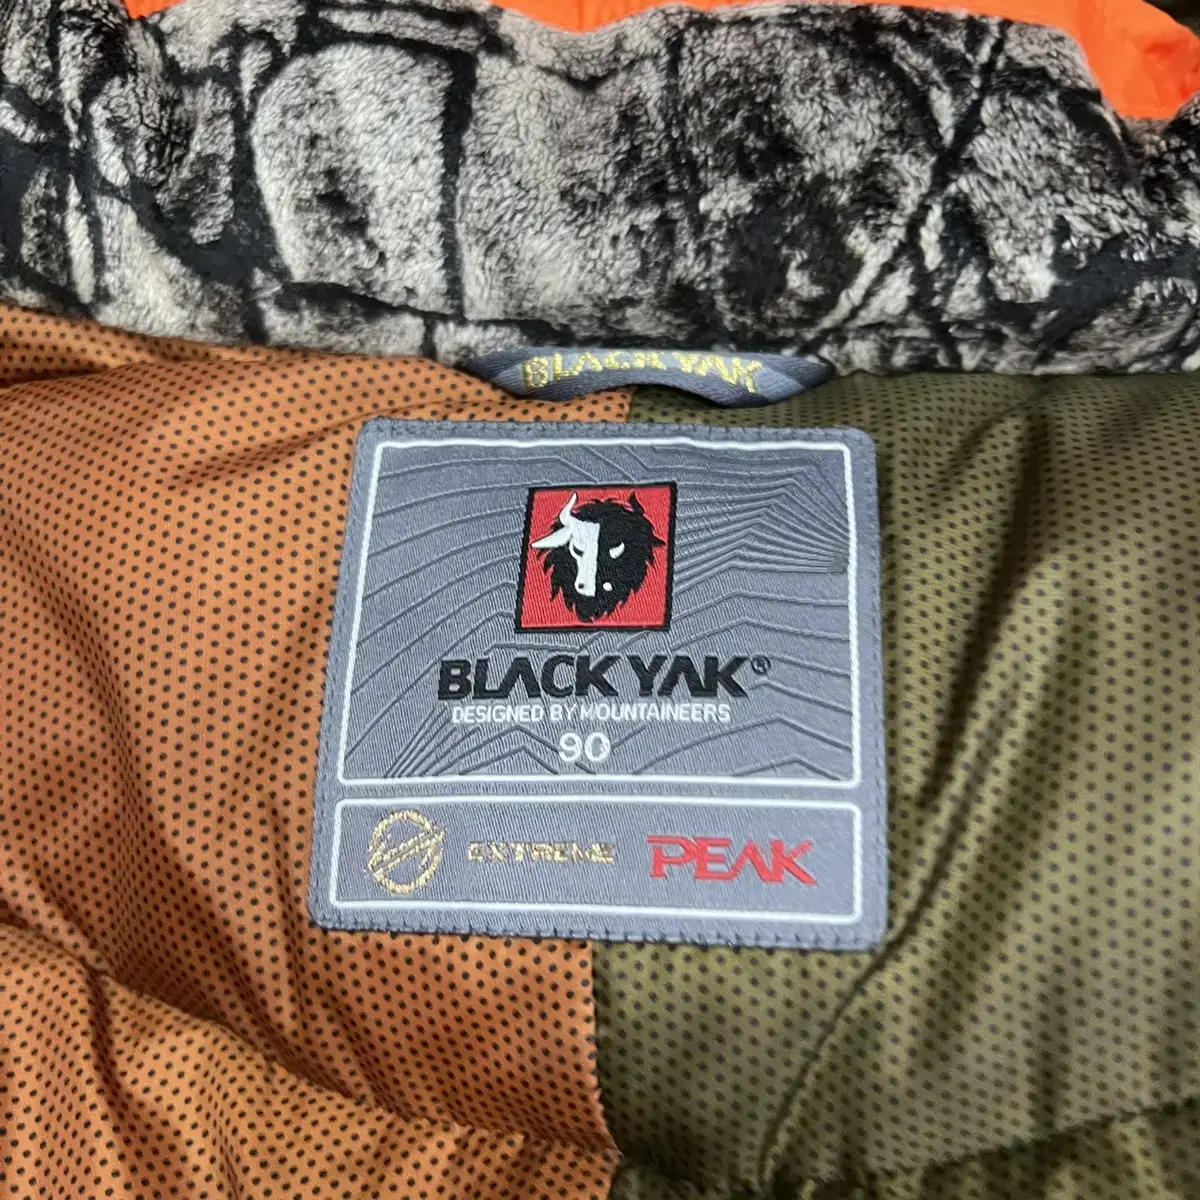 BLACK YAK
BLACK YAK®
DESIGNED BY MOUNTAINEERS
90
EXTREME PEAK